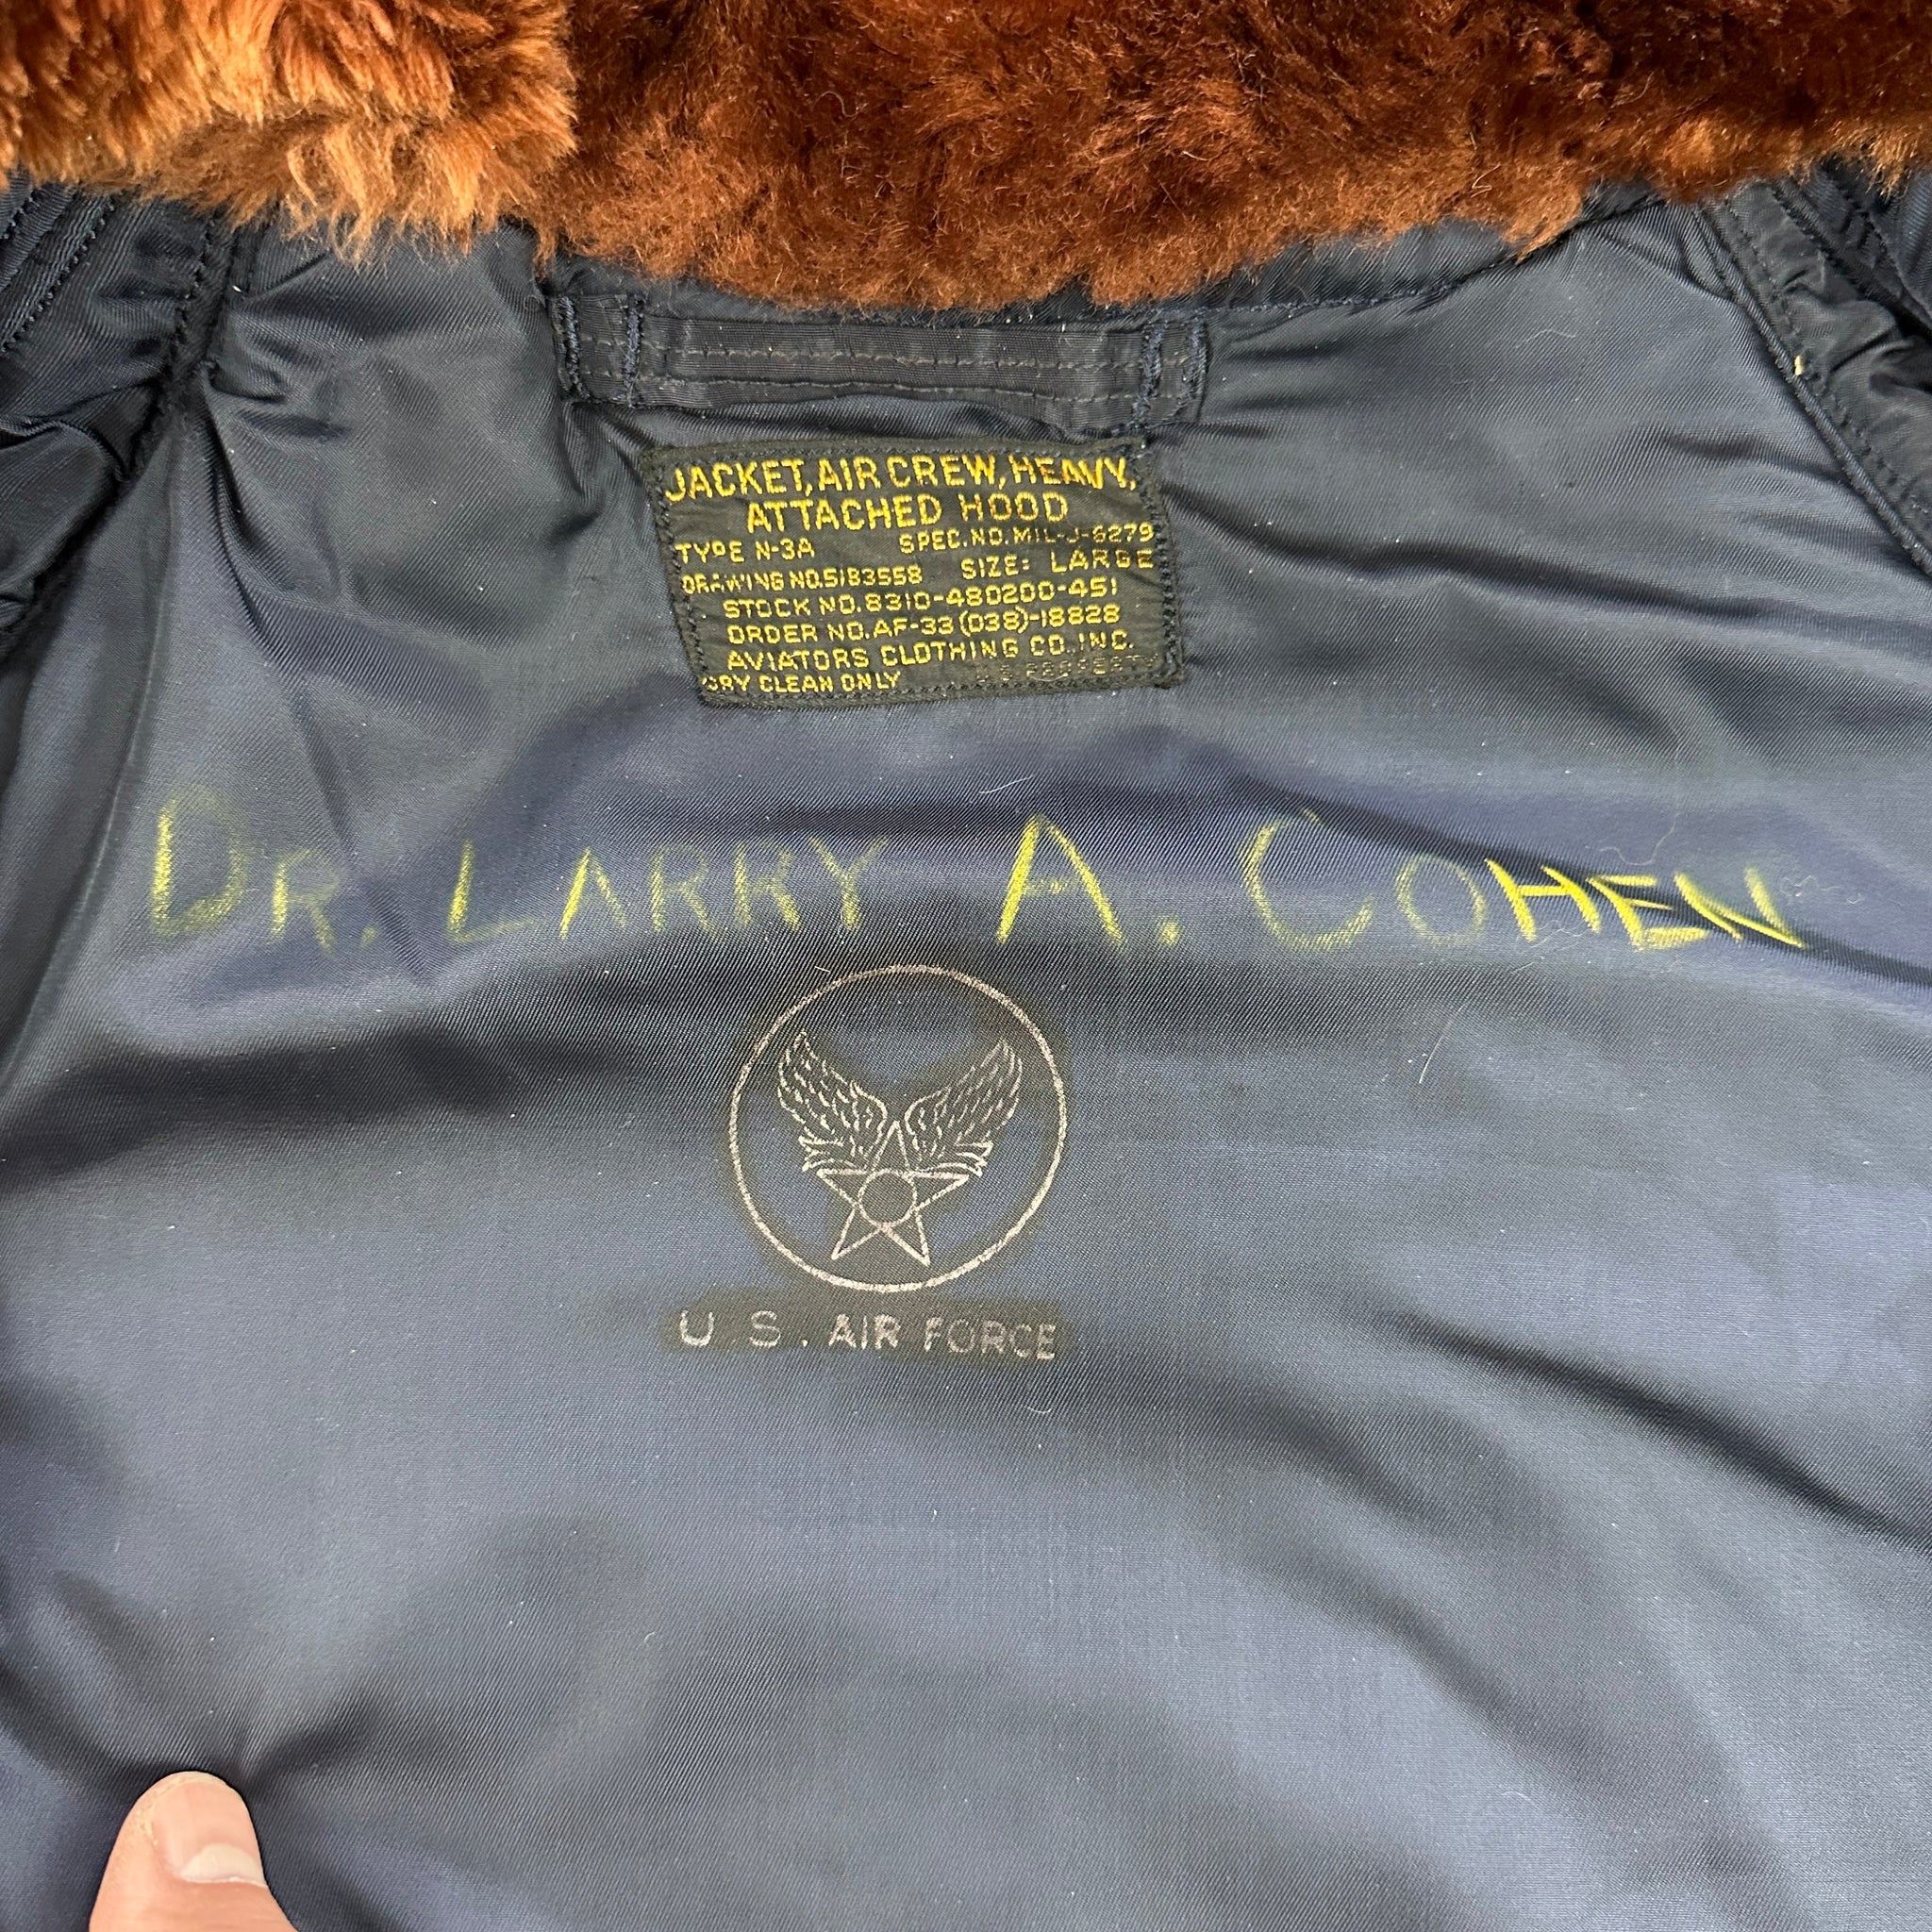 JACKET, AIR CREW, HEAVY,
ATTACHED HOOD
TYPE N-3A SPEC. NO. MIL-J-6279
DRAWING NO. 51B3558 SIZE: LARGE
STOCK NO. 8310-480200-451
ORDER NO. AF-33(038)-18828
AVIATORS CLOTHING CO., INC.
DRY CLEAN ONLY U.S. PROPERTY
DR. LARRY A. COHEN
U.S. AIR FORCE